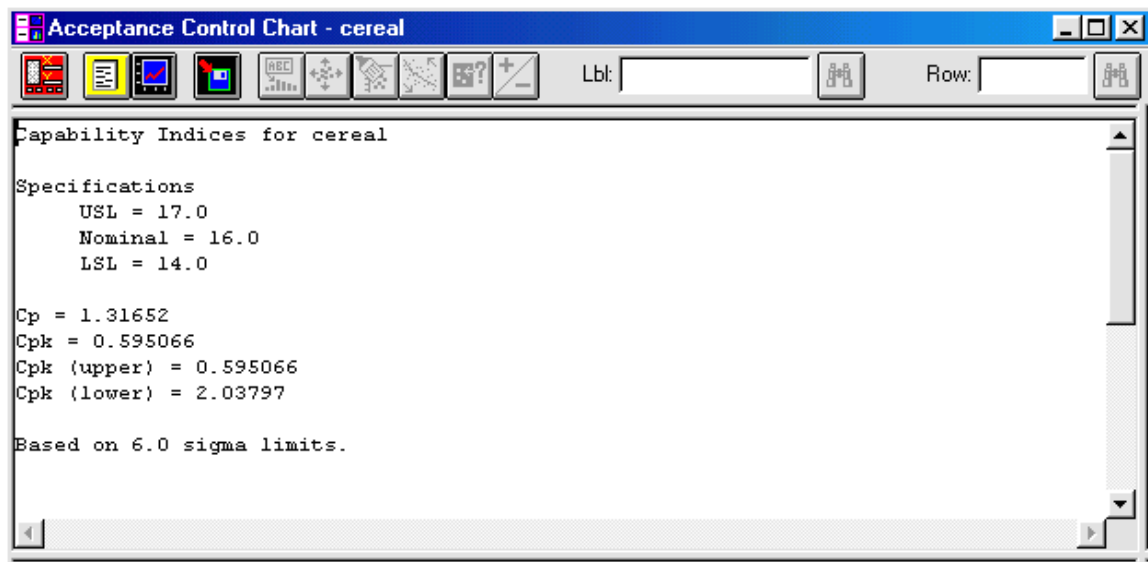 Acceptance Control Chart - cereal
ABC
Lbl:
Row:
Capability Indices for cereal
Specifications
USL = 17.0
Nominal = 16.0
LSL = 14.0
Cp = 1.31652
Cpk = 0.595066
Cpk (upper) = 0.595066
Cpk (lower) = 2.03797
Based on 6.0 sigma limits.